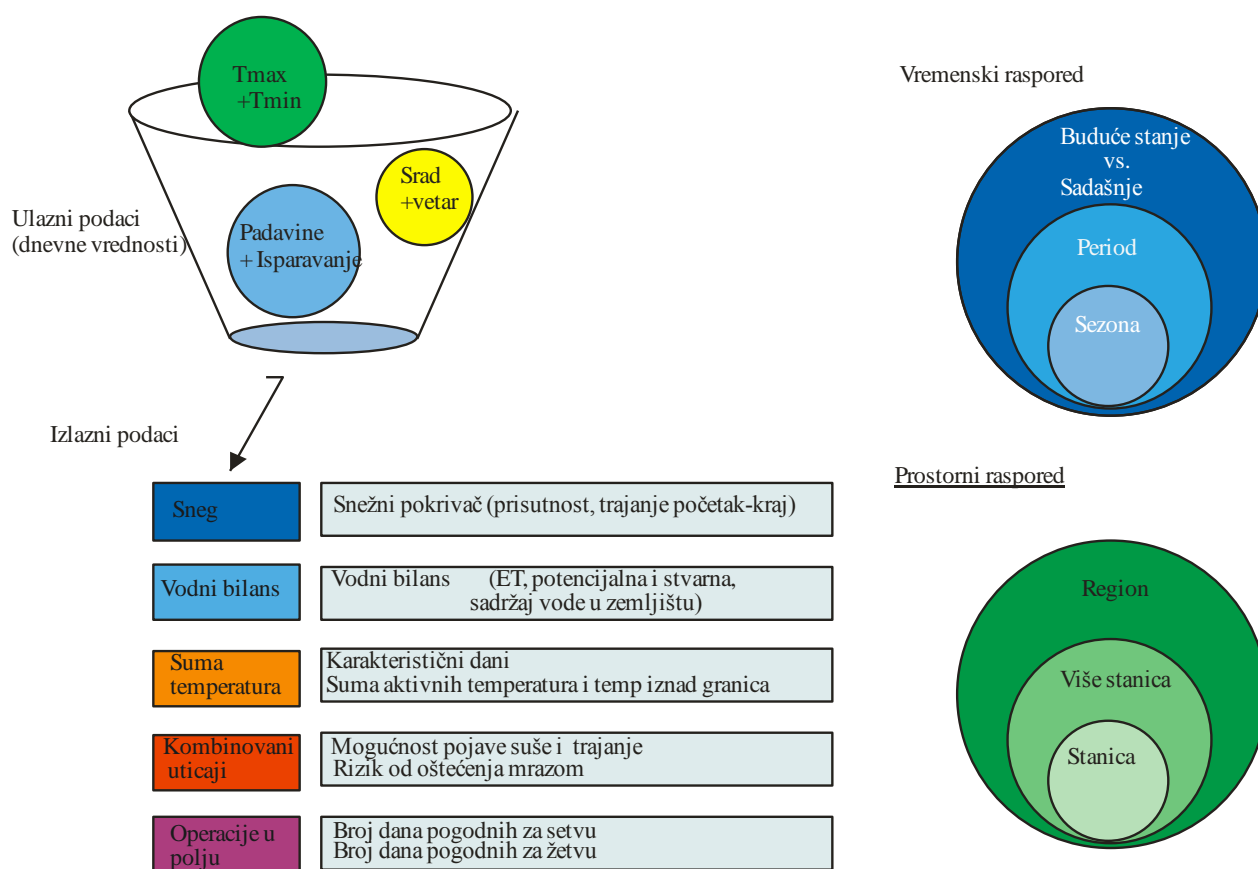 Tmax
+Tmin
Srad
+vetar
Padavine
+ Isparavanje
Ulazni podaci
(dnevne vrednosti)
Izlazni podaci
Sneg
Snežni pokrivač (prisutnost, trajanje početak-kraj)
Vodni bilans
Vodni bilans (ET, potencijalna i stvarna,
sadržaj vode u zemljištu)
Suma
temperatura
Karakteristični dani
Suma aktivnih temperatura i temp iznad granica
Kombinovani
uticaji
Mogućnost pojave suše i trajanje
Rizik od oštećenja mrazom
Operacije u
polju
Broj dana pogodnih za setvu
Broj dana pogodnih za žetvu
Vremenski raspored
Buduće stanje
vs.
Sadašnje
Period
Sezona
Prostorni raspored
Region
Više stanica
Stanica